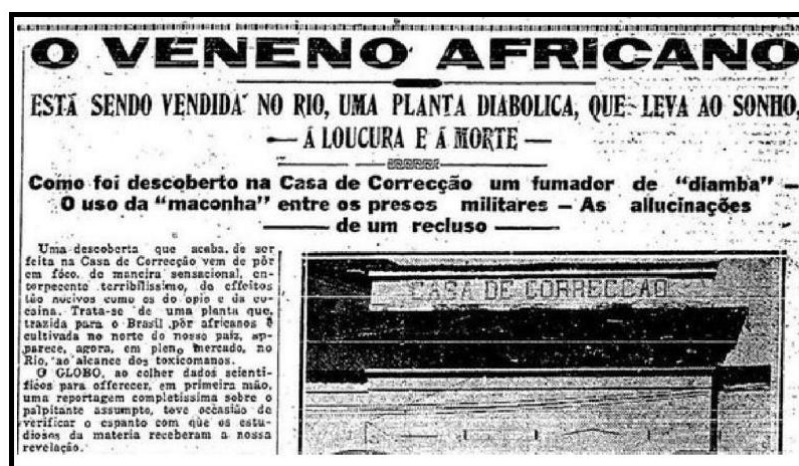 O VENENO AFRICANO
ESTÁ SENDO VENDIDA NO RIO, UMA PLANTA DIABOLICA, QUE LEVA AO SONHO,
— Á LOUCURA E Á MORTE —
Como foi descoberto na Casa de Correcção um fumador de "diamba" —
O uso da "maconha" entre os presos militares — As allucinações
de um recluso
Uma descoberta que acaba de ser
feita na Casa de Correcção vem de pôr
em fóco, de maneira sensacional, en-
torpecente terribilissimo, de effeitos
tão nocivos como os do opio e da co-
caina. Trata-se de uma planta que,
trazida para o Brasil por africanos e
cultivada no norte do nosso paiz, ap-
parece, agora, em pleno mercado, no
Rio, ao alcance dos toxicomanos.
O GLOBO, ao colher dados scienti-
ficos para offerecer, em primeira mão,
uma reportagem completissima sobre o
palpitante assumpto, teve occasião de
verificar o espanto com que os estu-
diosos da materia receberam a nossa
revelação.
CASA DE CORRECCAO